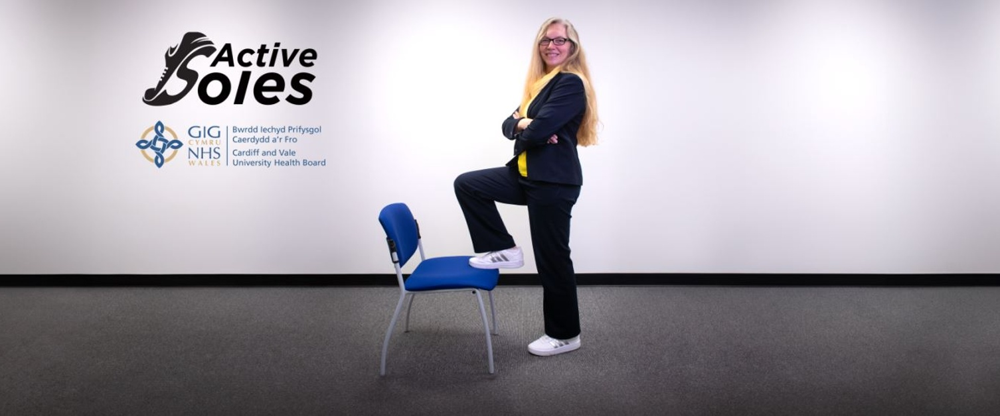 Active
Soles
GIG
CYMRU
NHS
WALES
Bwrdd Iechyd Prifysgol
Caerdydd a'r Fro
Cardiff and Vale
University Health Board